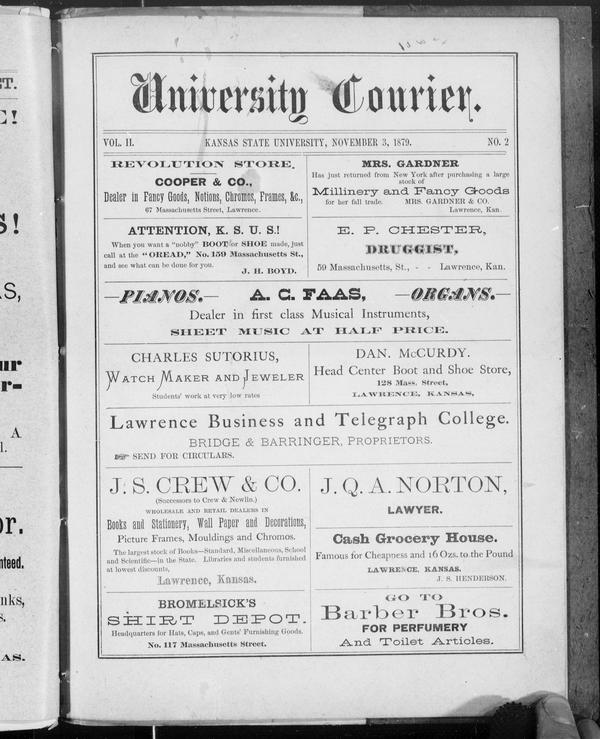 University Courier.
VOL. II. KANSAS STATE UNIVERSITY, NOVEMBER 3, 1879. NO. 2
REVOLUTION STORE.
COOPER & CO.,
Dealer in Fancy Goods, Notions, Chromos, Frames, &c.,
67 Massachusetts Street, Lawrence.
MRS. GARDNER
Has just returned from New York after purchasing a large
stock of
Millinery and Fancy Goods
for her fall trade. MRS. GARDNER & CO.
Lawrence, Kan.
ATTENTION, K. S. U. S.!
When you want a "nobby" BOOT or SHOE made, just
call at the "OREAD," No. 159 Massachusetts St.,
and see what can be done for you.
J. H. BOYD.
E. P. CHESTER,
DRUGGIST,
59 Massachusetts, St., - - Lawrence, Kan.
—PIANOS.— A. C. FAAS, —ORGANS.—
Dealer in first class Musical Instruments,
SHEET MUSIC AT HALF PRICE.
CHARLES SUTORIUS,
WATCH MAKER AND JEWELER
Students' work at very low rates
DAN. McCURDY.
Head Center Boot and Shoe Store,
128 Mass. Street,
LAWRENCE, KANSAS,
Lawrence Business and Telegraph College.
BRIDGE & BARRINGER, PROPRIETORS.
☞ SEND FOR CIRCULARS.
J. S. CREW & CO.
(Successors to Crew & Newlin.)
WHOLESALE AND RETAIL DEALERS IN
Books and Stationery, Wall Paper and Decorations,
Picture Frames, Mouldings and Chromos.
The largest stock of Books—Standard, Miscellaneous, School
and Scientific—in the State. Libraries and students furnished
at lowest discounts,
Lawrence, Kansas.
J. Q. A. NORTON,
LAWYER.
Cash Grocery House.
Famous for Cheapness and 16 Ozs. to the Pound
LAWRENCE, KANSAS.
J. S. HENDERSON.
BROMELSICK'S
SHIRT DEPOT.
Headquarters for Hats, Caps, and Gents' Furnishing Goods.
No. 117 Massachusetts Street.
GO TO
Barber Bros.
FOR PERFUMERY
And Toilet Articles.